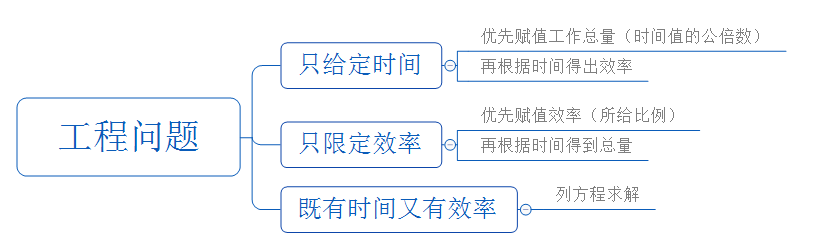 工程问题
只给定时间
优先赋值工作总量（时间值的公倍数）
再根据时间得出效率
只限定效率
优先赋值效率（所给比例）
再根据时间得到总量
既有时间又有效率
列方程求解